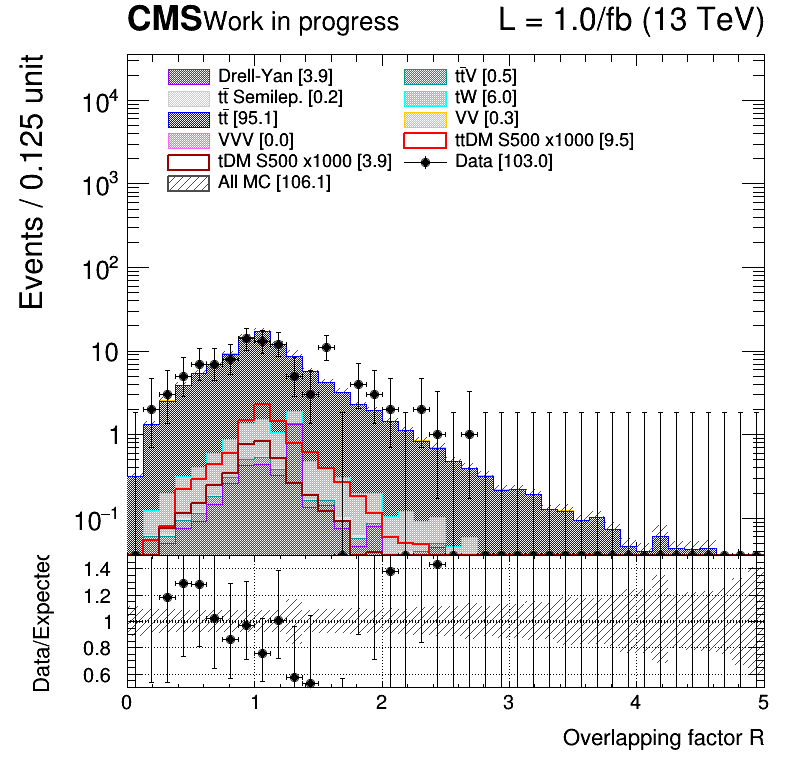 CMS Work in progress L = 1.0/fb (13 TeV)
Events / 0.125 unit
Drell-Yan [3.9] tt̄V [0.5]
tt̄ Semilep. [0.2] tW [6.0]
tt̄ [95.1] VV [0.3]
VVV [0.0] ttDM S500 x1000 [9.5]
tDM S500 x1000 [3.9] Data [103.0]
All MC [106.1]
10⁴
10³
10²
10
1
10⁻¹
Data/Expected
1.4
1.2
1
0.8
0.6
0 1 2 3 4 5
Overlapping factor R